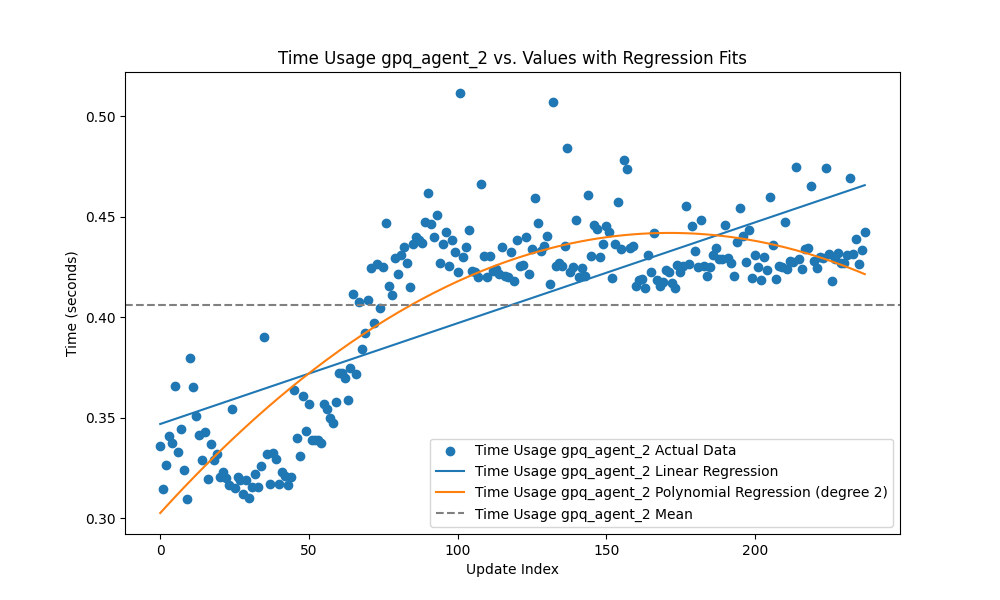 Time Usage gpq_agent_2 vs. Values with Regression Fits
Time (seconds)
0.50
0.45
0.40
0.35
0.30
0
50
100
150
200
Update Index
Time Usage gpq_agent_2 Actual Data
Time Usage gpq_agent_2 Linear Regression
Time Usage gpq_agent_2 Polynomial Regression (degree 2)
Time Usage gpq_agent_2 Mean